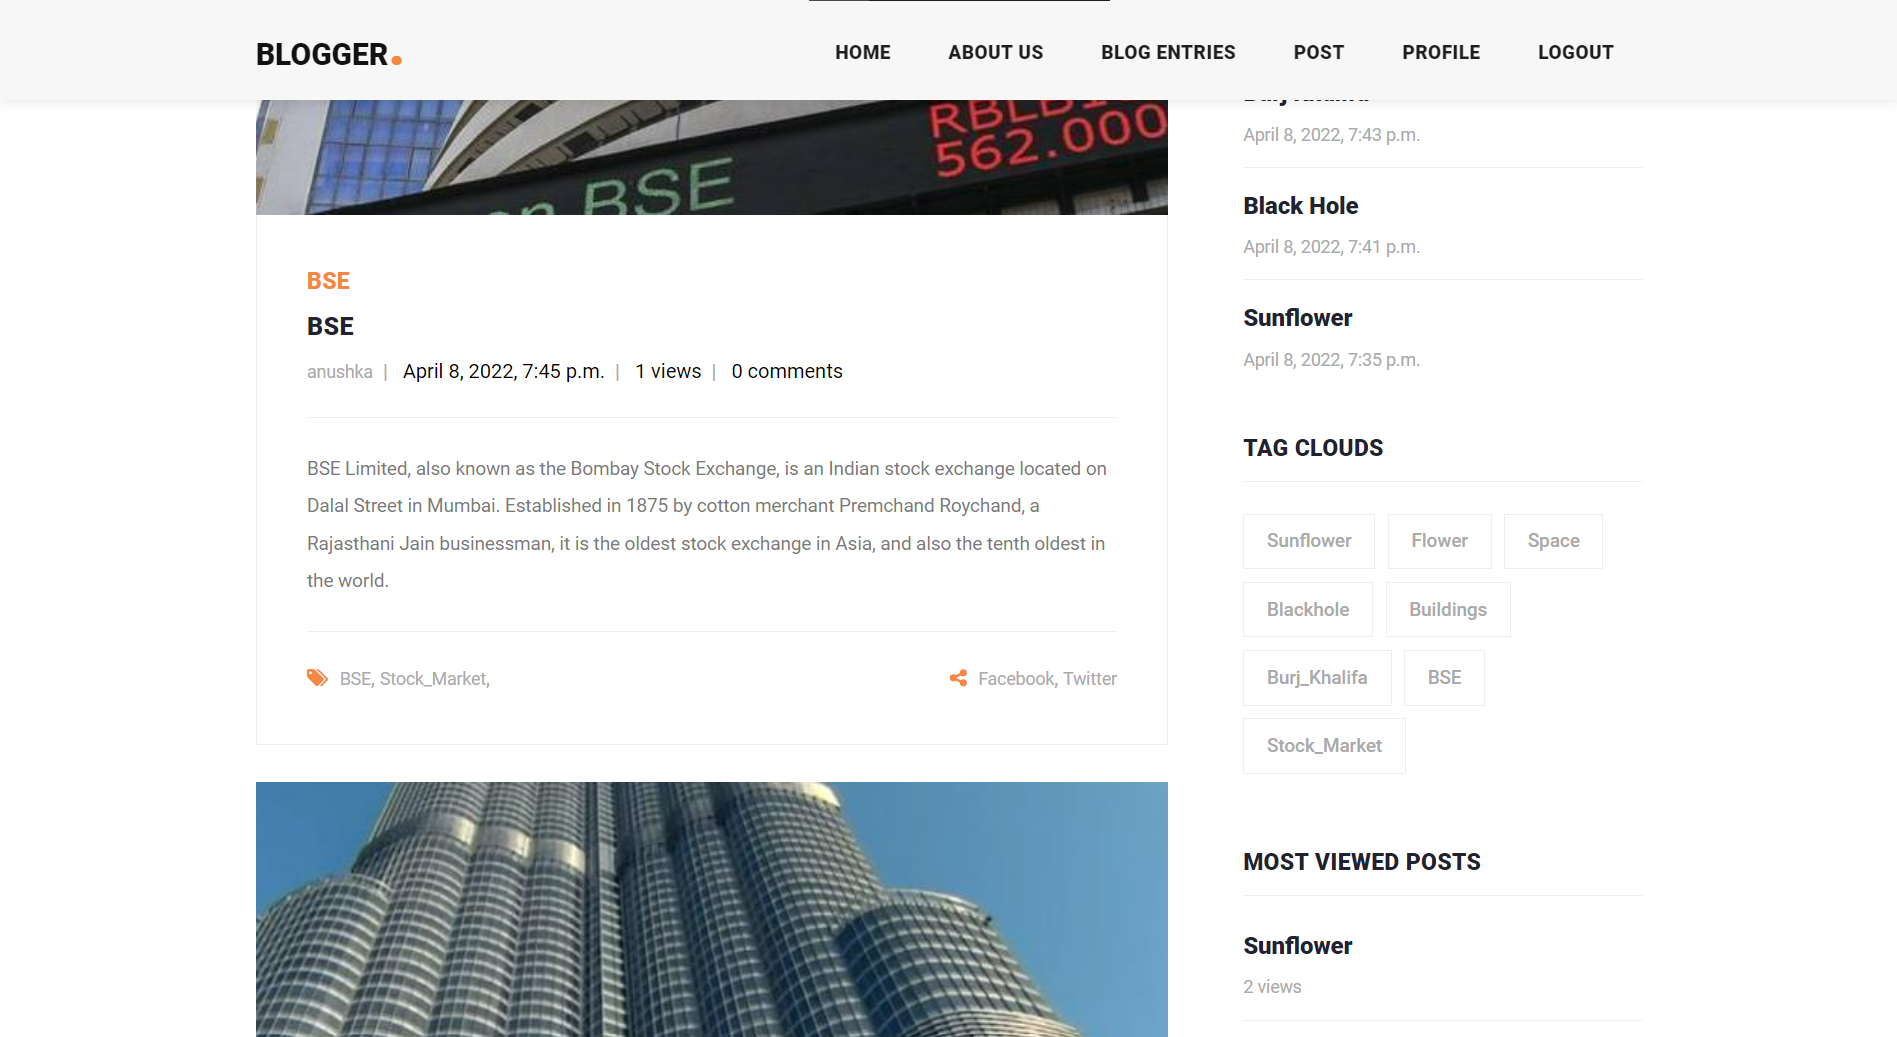 BLOGGER.
HOME ABOUT US BLOG ENTRIES POST PROFILE LOGOUT
562.000
BSE
BSE
BSE
anushka | April 8, 2022, 7:45 p.m. | 1 views | 0 comments
BSE Limited, also known as the Bombay Stock Exchange, is an Indian stock exchange located on
Dalal Street in Mumbai. Established in 1875 by cotton merchant Premchand Roychand, a
Rajasthani Jain businessman, it is the oldest stock exchange in Asia, and also the tenth oldest in
the world.
BSE, Stock_Market,
Facebook, Twitter
April 8, 2022, 7:43 p.m.
Black Hole
April 8, 2022, 7:41 p.m.
Sunflower
April 8, 2022, 7:35 p.m.
TAG CLOUDS
Sunflower Flower Space
Blackhole Buildings
Burj_Khalifa BSE
Stock_Market
MOST VIEWED POSTS
Sunflower
2 views